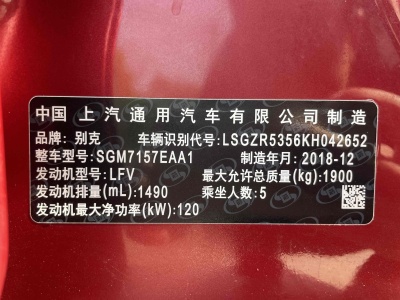 中国 上汽通用汽车有限公司制造
品牌: 别克 车辆识别代号: LSGZR5356KH042652
整车型号: SGM7157EAA1 制造年月: 2018-12
发动机型号: LFV 最大允许总质量(kg): 1900
发动机排量(mL): 1490 乘坐人数: 5
发动机最大净功率(kW): 120